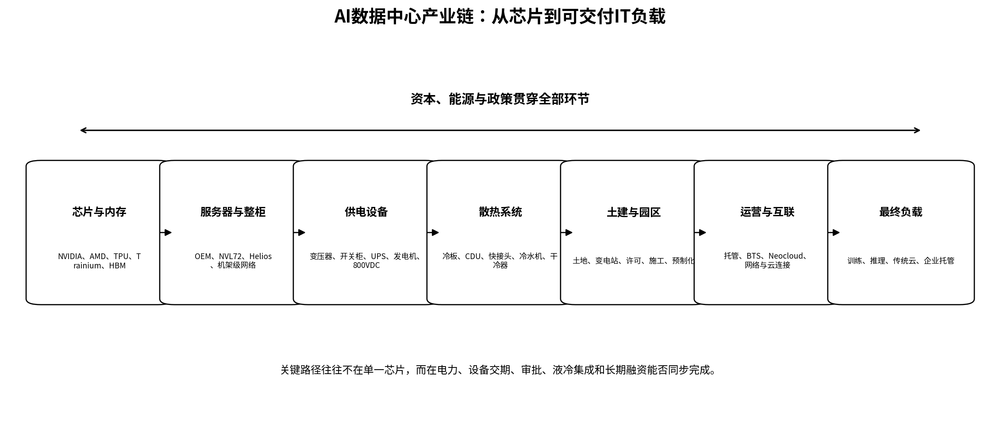 AI数据中心产业链：从芯片到可交付IT负载
资本、能源与政策贯穿全部环节
芯片与内存
NVIDIA、AMD、TPU、T
rainium、HBM
服务器与整柜
OEM、NVL72、Helios
、机架级网络
供电设备
变压器、开关柜、UPS、发电机、
800VDC
散热系统
冷板、CDU、快接头、冷水机、干
冷器
土建与园区
土地、变电站、许可、施工、预制化
运营与互联
托管、BTS、Neocloud、
网络与云连接
最终负载
训练、推理、传统云、企业托管
关键路径往往不在单一芯片，而在电力、设备交期、审批、液冷集成和长期融资能否同步完成。